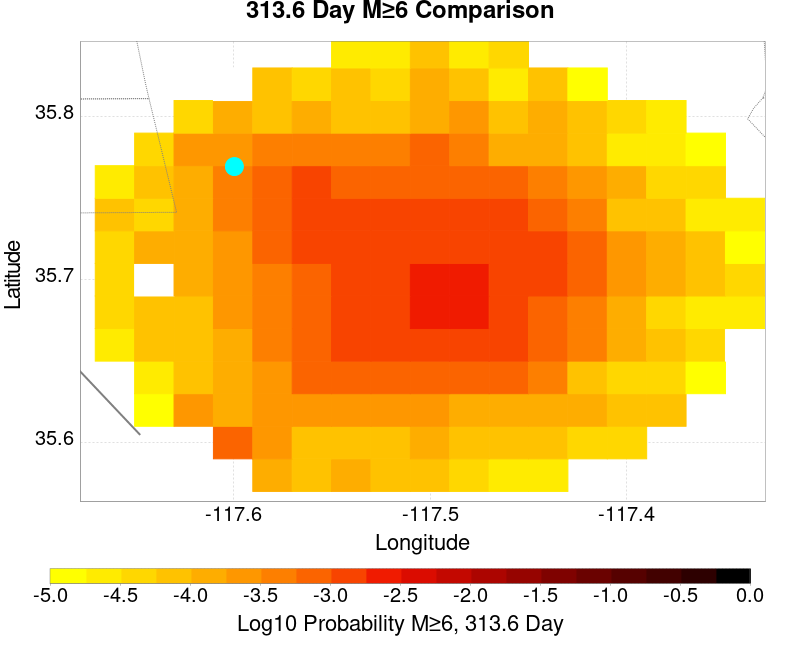 313.6 Day M≥6 Comparison
Latitude
35.8
35.7
35.6
-117.6 -117.5 -117.4
Longitude
-5.0 -4.5 -4.0 -3.5 -3.0 -2.5 -2.0 -1.5 -1.0 -0.5 0.0
Log10 Probability M≥6, 313.6 Day